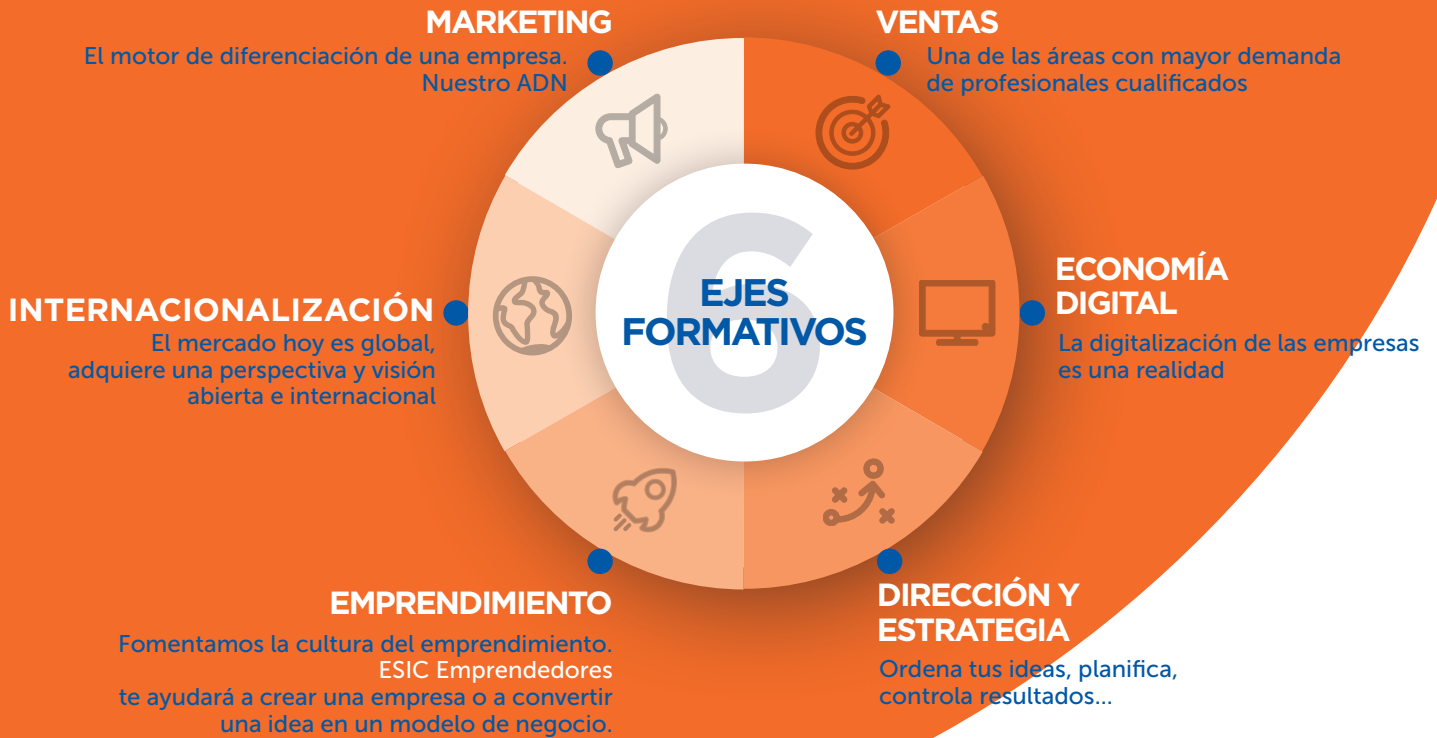 MARKETING
El motor de diferenciación de una empresa.
Nuestro ADN
VENTAS
Una de las áreas con mayor demanda
de profesionales cualificados
INTERNACIONALIZACIÓN
El mercado hoy es global,
adquiere una perspectiva y visión
abierta e internacional
6
EJES
FORMATIVOS
ECONOMÍA
DIGITAL
La digitalización de las empresas
es una realidad
EMPRENDIMIENTO
Fomentamos la cultura del emprendimiento.
ESIC Emprendedores
te ayudará a crear una empresa o a convertir
una idea en un modelo de negocio.
DIRECCIÓN Y
ESTRATEGIA
Ordena tus ideas, planifica,
controla resultados...